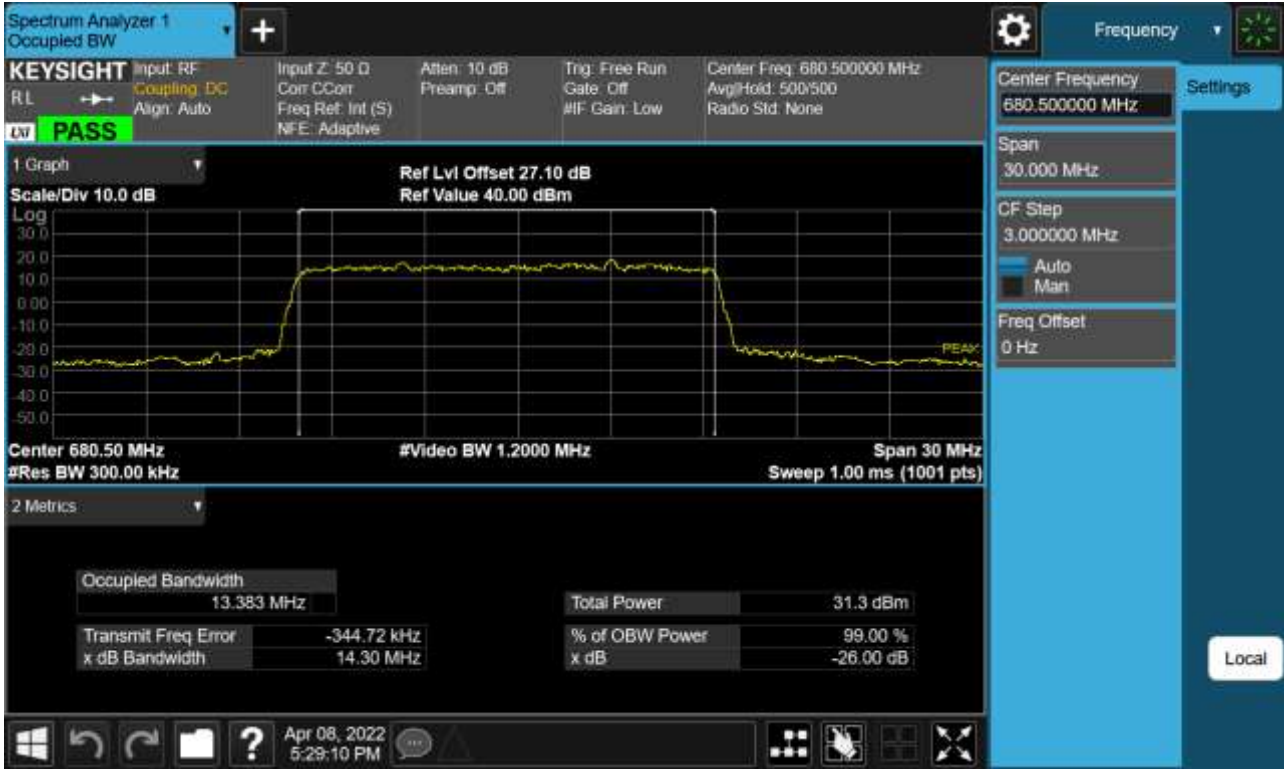 Spectrum Analyzer 1
Occupied BW
Frequency
KEYSIGHT
RL
LXI
PASS
Input: RF
Coupling: DC
Align: Auto
Input Z: 50 Ω
Corr CCorr
Freq Ref: Int (S)
NFE: Adaptive
Atten: 10 dB
Preamp: Off
Trig: Free Run
Gate: Off
#IF Gain: Low
Center Freq: 680.500000 MHz
Avg|Hold: 500/500
Radio Std: None
1 Graph
Scale/Div 10.0 dB
Ref Lvl Offset 27.10 dB
Ref Value 40.00 dBm
Log
30.0
20.0
10.0
0.00
-10.0
-20.0
-30.0
-40.0
-50.0
PEAK
Center 680.50 MHz
#Video BW 1.2000 MHz
Span 30 MHz
#Res BW 300.00 kHz
Sweep 1.00 ms (1001 pts)
2 Metrics
Occupied Bandwidth
13.383 MHz
Total Power 31.3 dBm
Transmit Freq Error -344.72 kHz
% of OBW Power 99.00 %
x dB Bandwidth 14.30 MHz
x dB -26.00 dB
Apr 08, 2022
5:29:10 PM
Center Frequency
680.500000 MHz
Settings
Span
30.000 MHz
CF Step
3.000000 MHz
Auto
Man
Freq Offset
0 Hz
Local